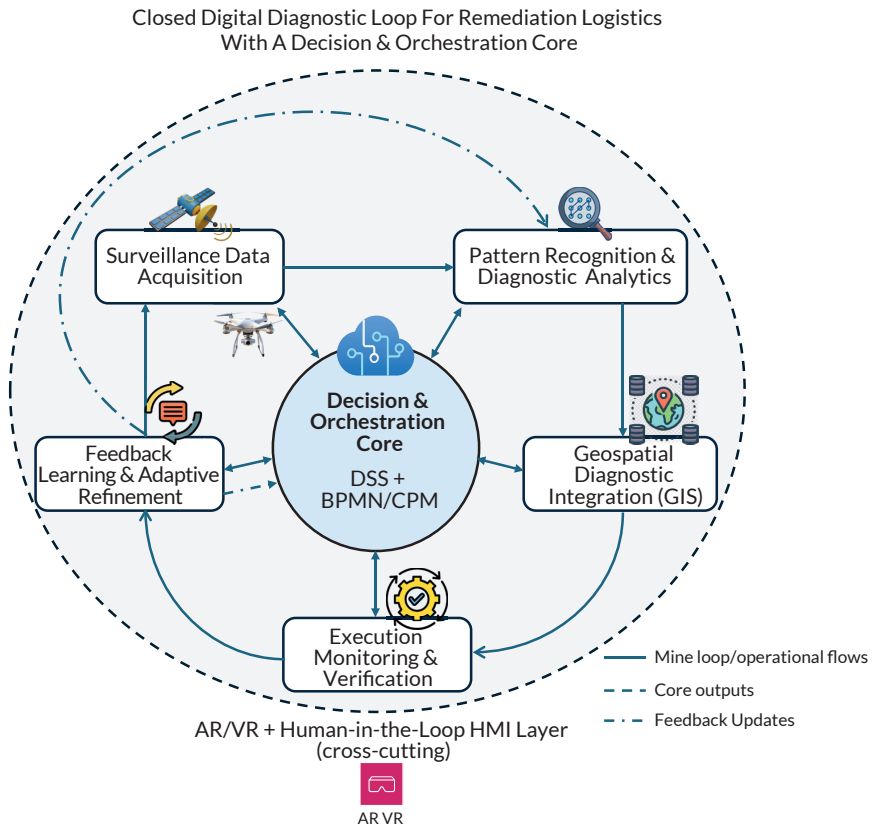 Closed Digital Diagnostic Loop For Remediation Logistics
With A Decision & Orchestration Core
Surveillance Data
Acquisition
Pattern Recognition &
Diagnostic Analytics
Decision &
Orchestration
Core
DSS +
BPMN/CPM
Feedback
Learning & Adaptive
Refinement
Geospatial
Diagnostic
Integration (GIS)
Execution
Monitoring &
Verification
Mine loop/operational flows
Core outputs
Feedback Updates
AR/VR + Human-in-the-Loop HMI Layer
(cross-cutting)
AR VR